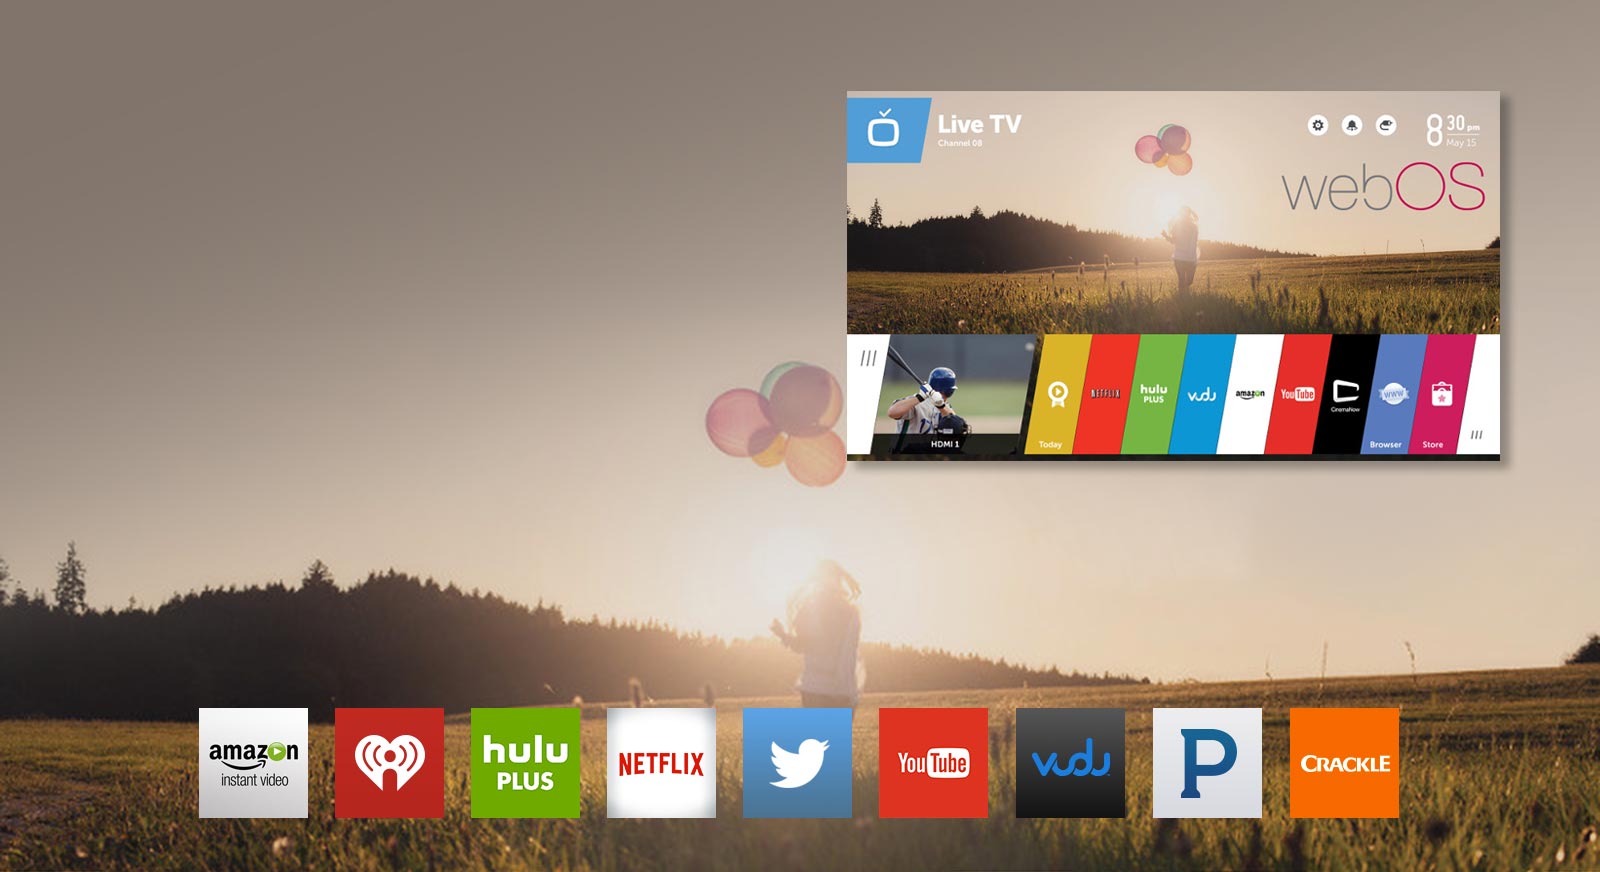 Live TV
Channel 08
8 30 pm
May 15
webOS
HDMI 1
Today
NETFLIX
hulu
PLUS
vudu
amazon
YouTube
CinemaNow
www
Browser
Store
amazon
instant video
hulu
PLUS
NETFLIX
YouTube
vudu
P
CRACKLE